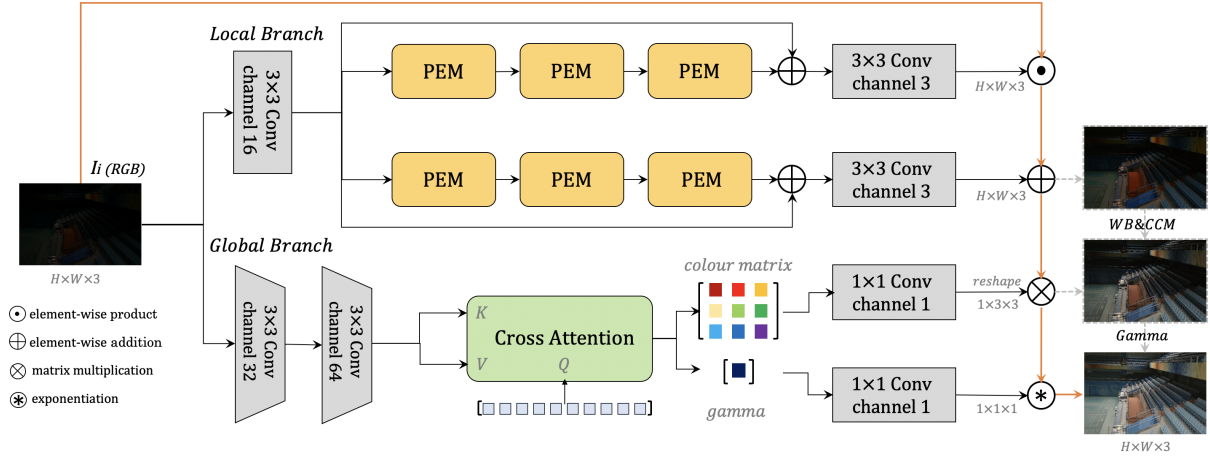 Local Branch
3×3 Conv
channel 16
PEM
PEM
PEM
3×3 Conv
channel 3
H×W×3
Ii (RGB)
PEM
PEM
PEM
3×3 Conv
channel 3
H×W×3
WB&CCM
H×W×3
Global Branch
3×3 Conv
channel 32
3×3 Conv
channel 64
K
V
Q
Cross Attention
colour matrix
gamma
1×1 Conv
channel 1
reshape
1×3×3
Gamma
1×1 Conv
channel 1
1×1×1
H×W×3
element-wise product
element-wise addition
matrix multiplication
exponentiation